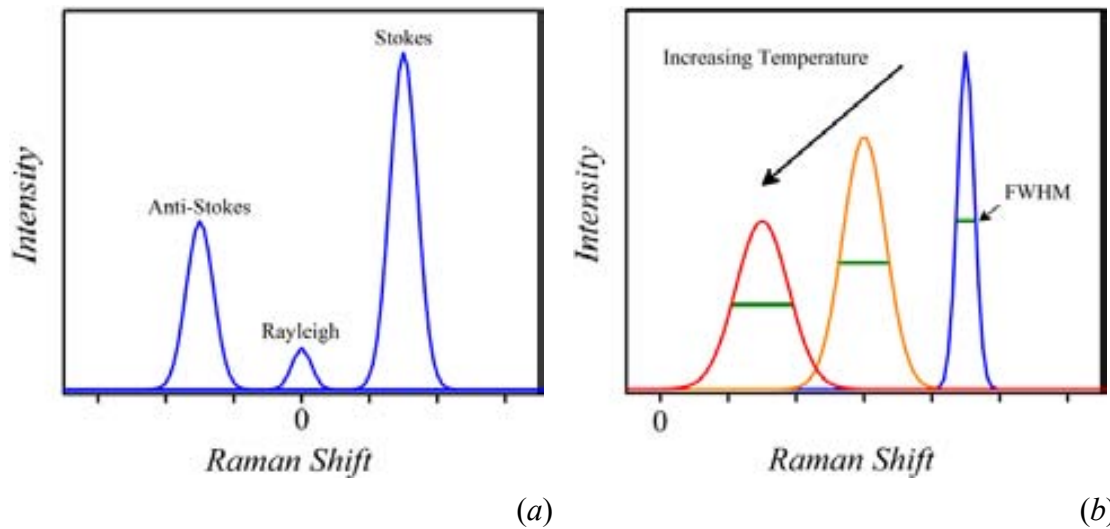 Stokes
Anti-Stokes
Rayleigh
Intensity
0
Raman Shift
(a)
Increasing Temperature
FWHM
Intensity
0
Raman Shift
(b)